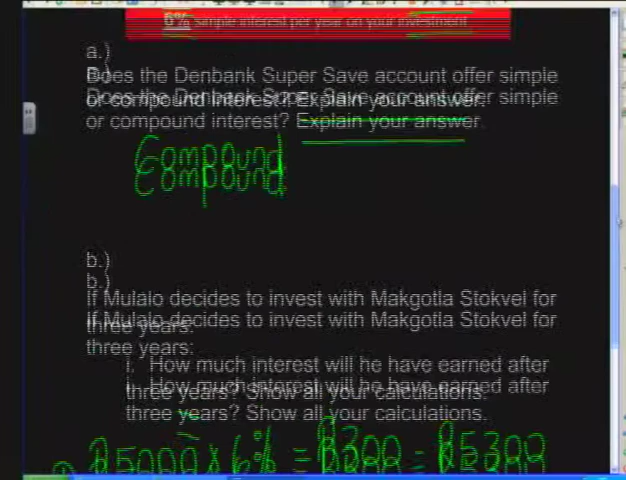 6% simple interest per year on your investment
a.)
Does the Denbank Super Save account offer simple
or compound interest? Explain your answer.
Compound
b.)
If Mulalo decides to invest with Makgotla Stokvel for
three years:
i. How much interest will he have earned after
three years? Show all your calculations.
R5000 x 6% = R300 = R5300